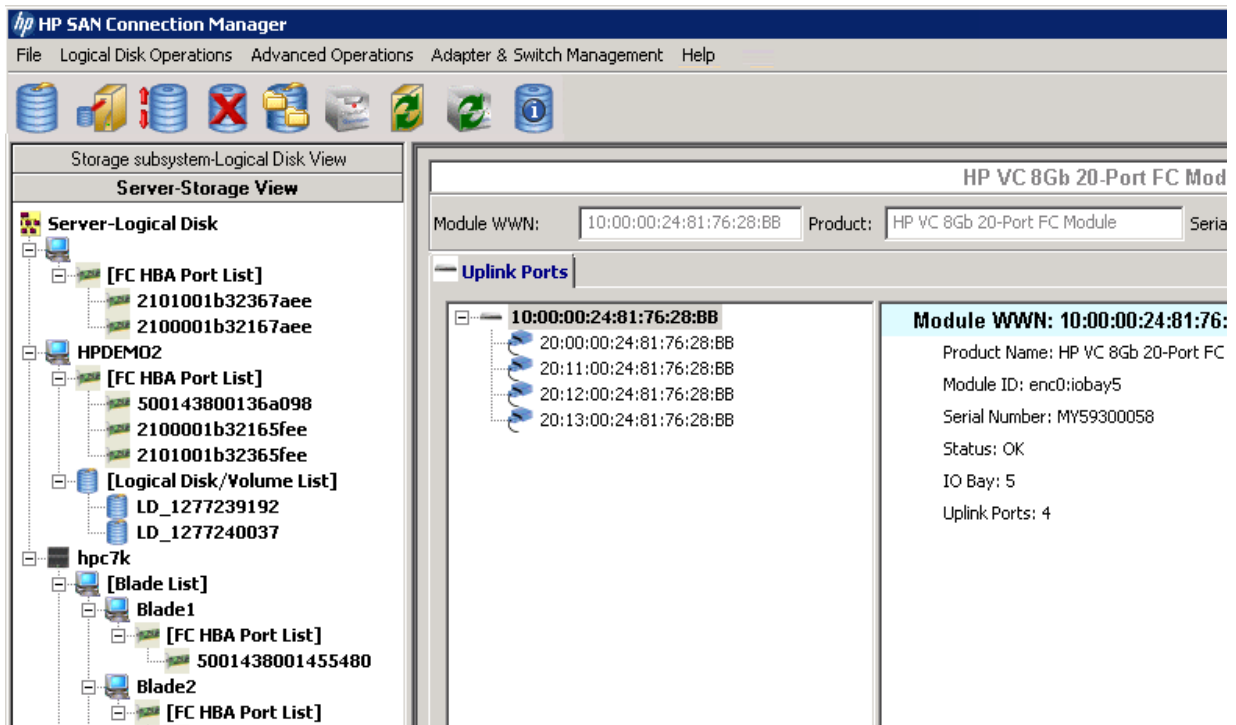 hp HP SAN Connection Manager
File Logical Disk Operations Advanced Operations Adapter & Switch Management Help
Storage subsystem-Logical Disk View
Server-Storage View
Server-Logical Disk
[FC HBA Port List]
2101001b32367aee
2100001b32167aee
HPDEMO2
[FC HBA Port List]
500143800136a098
2100001b32165fee
2101001b32365fee
[Logical Disk/Volume List]
LD_1277239192
LD_1277240037
hpc7k
[Blade List]
Blade1
[FC HBA Port List]
5001438001455480
Blade2
[FC HBA Port List]
HP VC 8Gb 20-Port FC Mod
Module WWN: 10:00:00:24:81:76:28:BB Product: HP VC 8Gb 20-Port FC Module Seria
Uplink Ports
10:00:00:24:81:76:28:BB
20:00:00:24:81:76:28:BB
20:11:00:24:81:76:28:BB
20:12:00:24:81:76:28:BB
20:13:00:24:81:76:28:BB
Module WWN: 10:00:00:24:81:76:
Product Name: HP VC 8Gb 20-Port FC
Module ID: enc0:iobay5
Serial Number: MY59300058
Status: OK
IO Bay: 5
Uplink Ports: 4